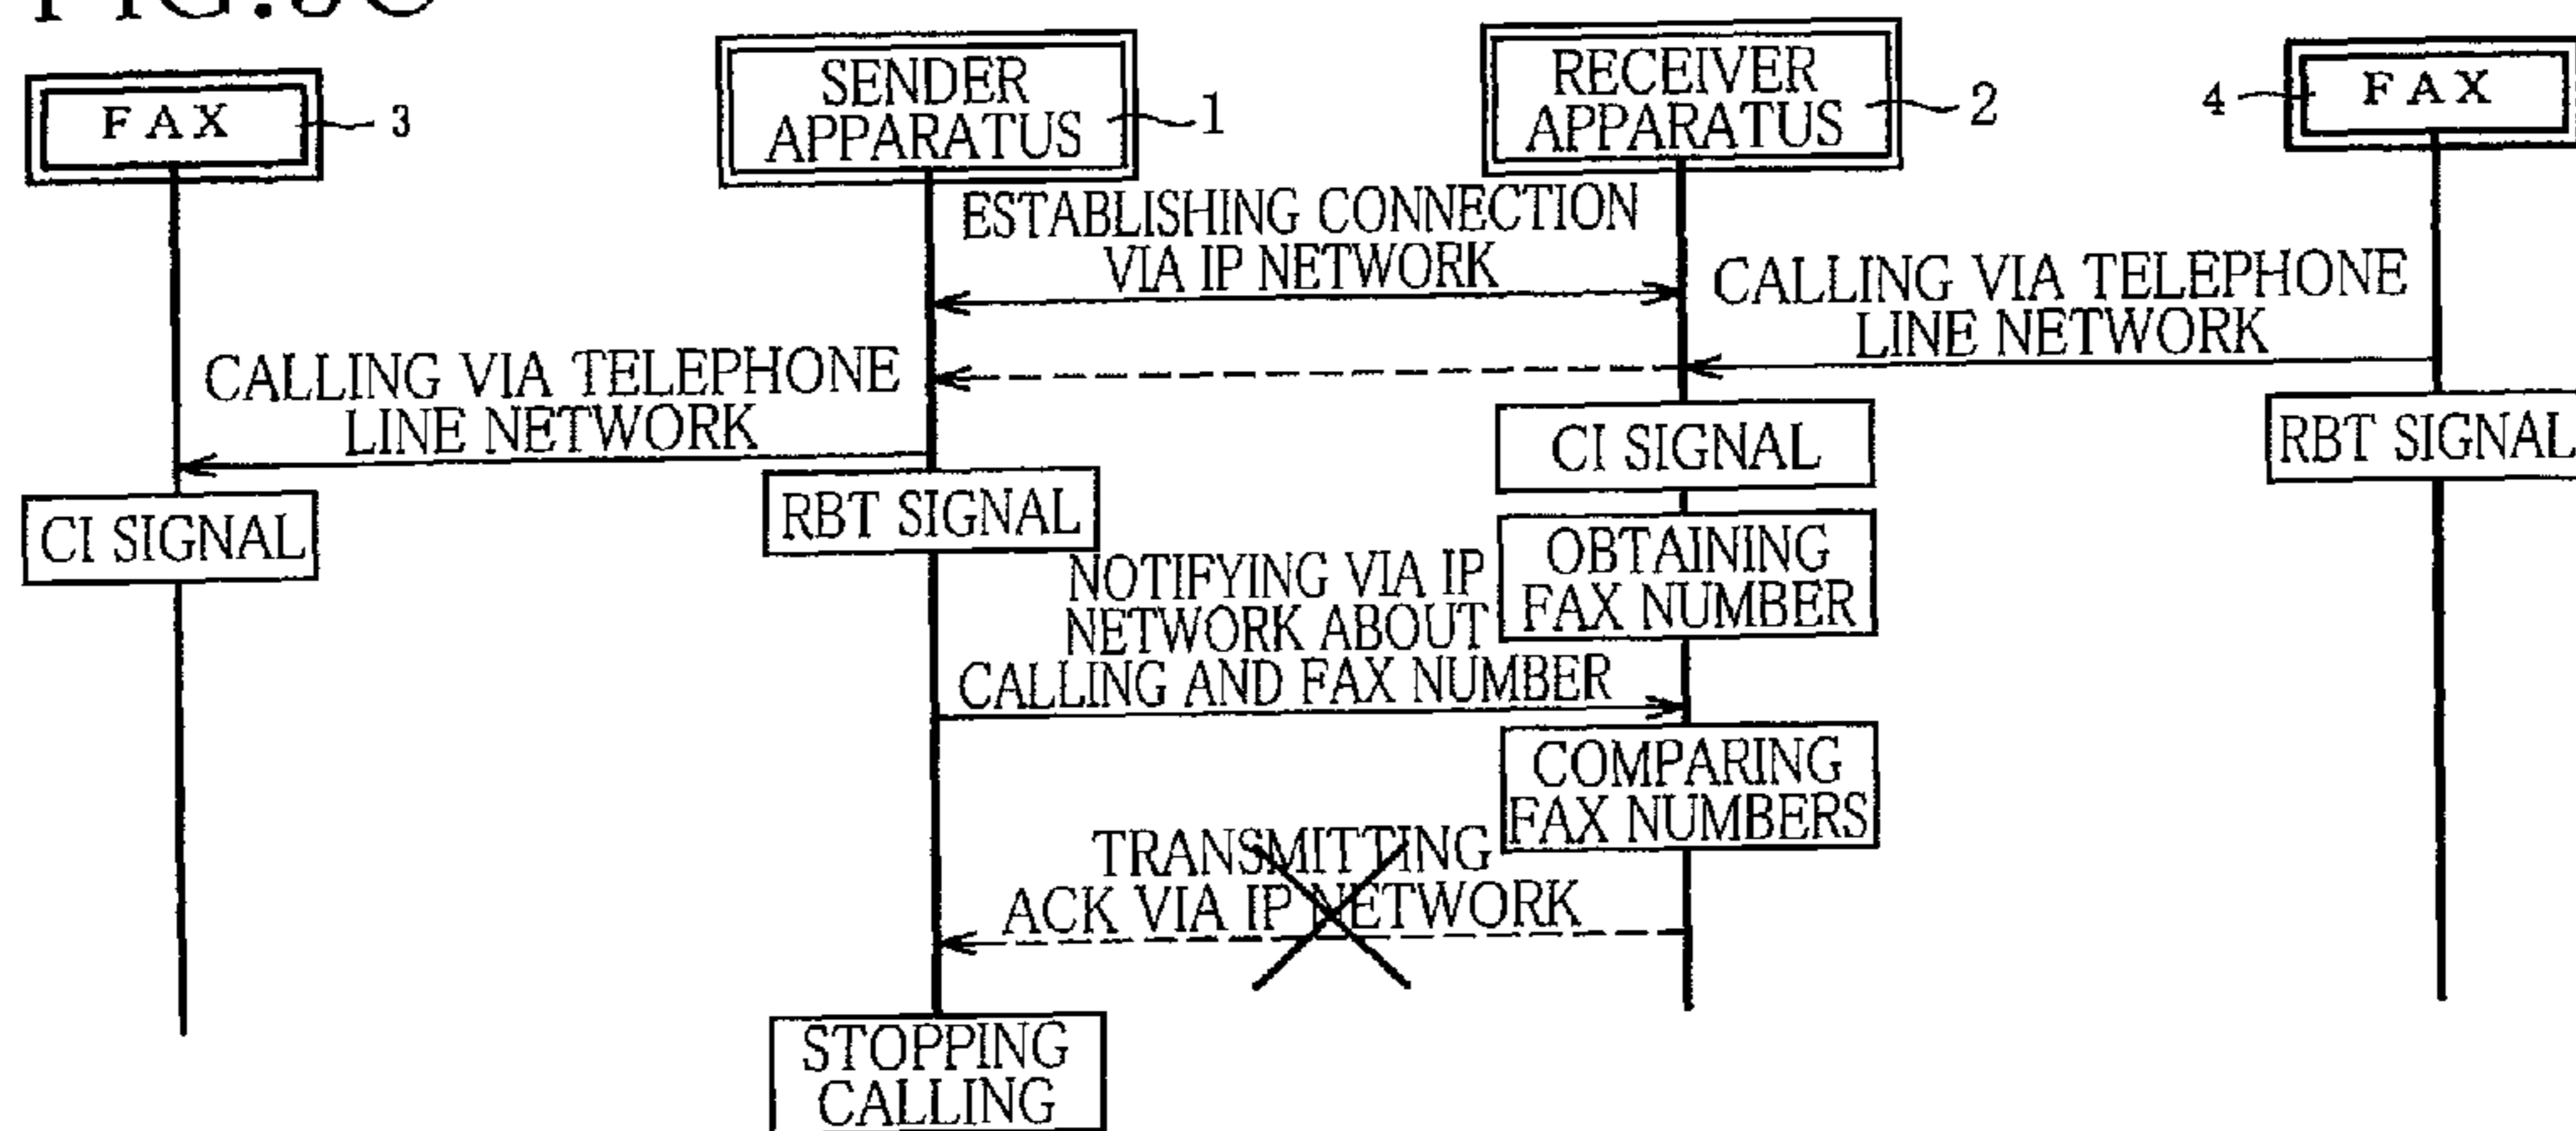 FAX
3
SENDER
APPARATUS
1
RECEIVER
APPARATUS
2
4
FAX
ESTABLISHING CONNECTION
VIA IP NETWORK
CALLING VIA TELEPHONE
LINE NETWORK
CALLING VIA TELEPHONE
LINE NETWORK
CI SIGNAL
RBT SIGNAL
CI SIGNAL
RBT SIGNAL
OBTAINING
FAX NUMBER
NOTIFYING VIA IP
NETWORK ABOUT
CALLING AND FAX NUMBER
COMPARING
FAX NUMBERS
TRANSMITTING
ACK VIA IP NETWORK
STOPPING
CALLING